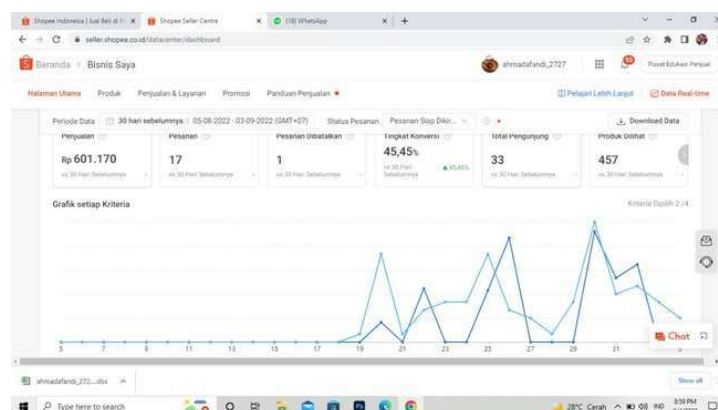 Shopee Indonesia | Jual Beli di
Shopee Seller Centre
(18) WhatsApp
seller.shopee.co.id/datacenter/dashboard
Beranda > Bisnis Saya
ahmadafandi_2727
Pusat Edukasi Penjual
Halaman Utama Produk Penjualan & Layanan Promosi Panduan Penjualan
Pelajari Lebih Lanjut Data Real-time
Periode Data 30 hari sebelumnya. : 05-08-2022 - 03-09-2022 (GMT+07) Status Pesanan Pesanan Siap Dikir... Download Data
Penjualan Pesanan Pesanan Dibatalkan Tingkat Konversi Total Pengunjung Produk Dilihat
Rp 601.170 17 1 45,45% 33 457
vs 30 Hari Sebelumnya - vs 30 Hari Sebelumnya - vs 30 Hari Sebelumnya - vs 30 Hari Sebelumnya 45,45% vs 30 Hari Sebelumnya - vs 30 Hari Sebelumnya -
Grafik setiap Kriteria Kriteria Dipilih 2 /4
5 7 9 11 13 15 17 19 21 23 25 27 29 31
Chat
ahmadafandi_272....xlsx
Show all
Type here to search
28°C Cerah IND 8:59 PM